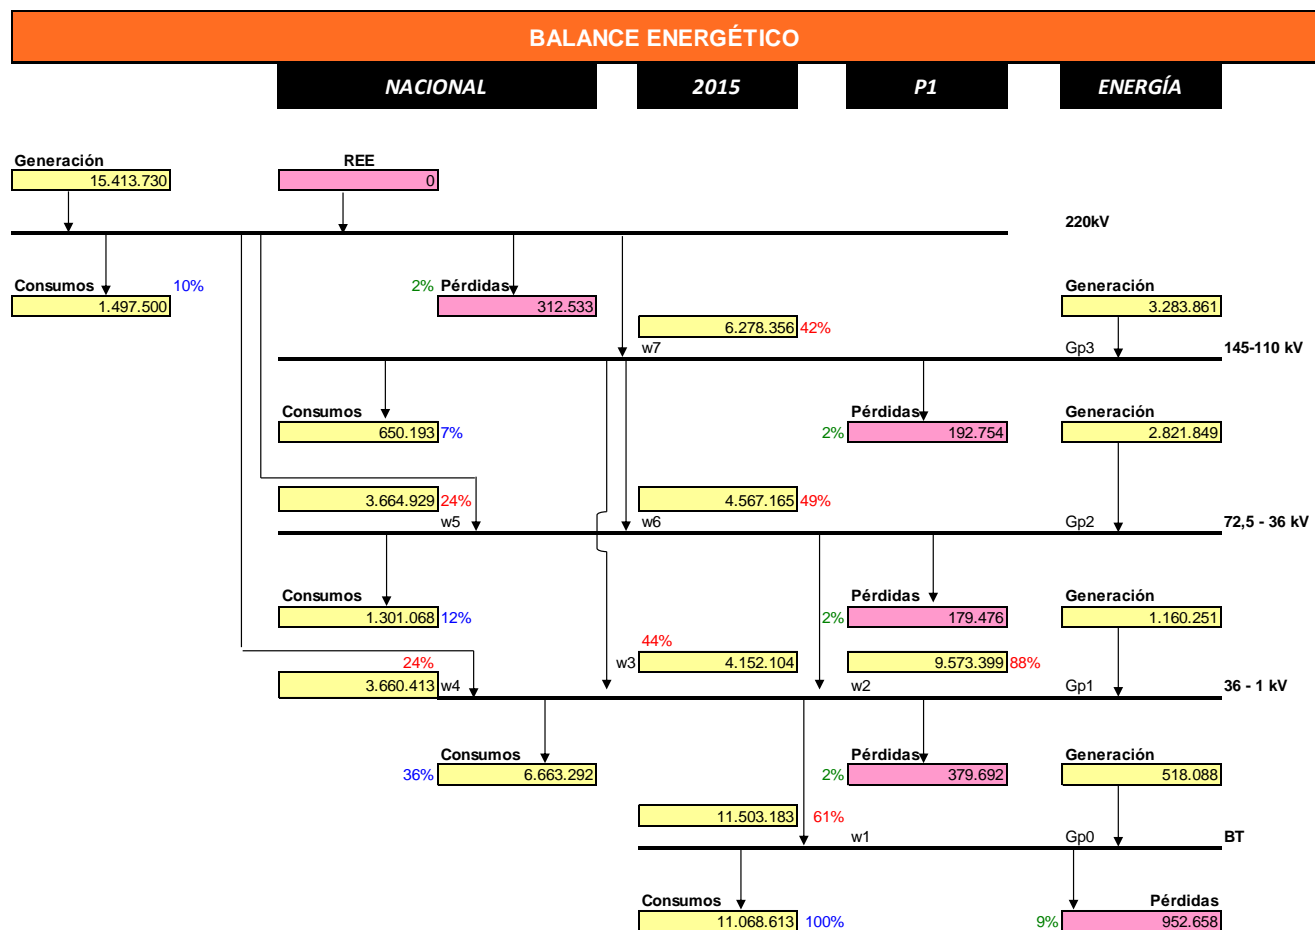 BALANCE ENERGÉTICO
NACIONAL 2015 P1 ENERGÍA
Generación REE
15.413.730 0
220kV
Consumos 10% 2% Pérdidas Generación
1.497.500 312.533 3.283.861
6.278.356 42%
w7 Gp3 145-110 kV
Consumos Pérdidas Generación
650.193 7% 2% 192.754 2.821.849
3.664.929 24% 4.567.165 49%
w5 w6 Gp2 72,5 - 36 kV
Consumos Pérdidas Generación
1.301.068 12% 2% 179.476 1.160.251
44%
24% w3 4.152.104 9.573.399 88%
3.660.413 w4 w2 Gp1 36 - 1 kV
Consumos Pérdidas Generación
36% 6.663.292 2% 379.692 518.088
11.503.183 61%
w1 Gp0 BT
Consumos Pérdidas
11.068.613 100% 9% 952.658